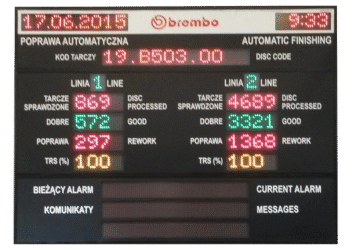 17.06.2015 brembo 9:33
POPRAWA AUTOMATYCZNA AUTOMATIC FINISHING
KOD TARCZY 19.B503.00 DISC CODE
LINIA 1 LINE LINIA 2 LINE
TARCZE SPRAWDZONE 869 DISC PROCESSED TARCZE SPRAWDZONE 4689 DISC PROCESSED
DOBRE 572 GOOD DOBRE 3321 GOOD
POPRAWA 297 REWORK POPRAWA 1368 REWORK
TRS (%) 100 TRS (%) 100
BIEŻĄCY ALARM CURRENT ALARM
KOMUNIKATY MESSAGES